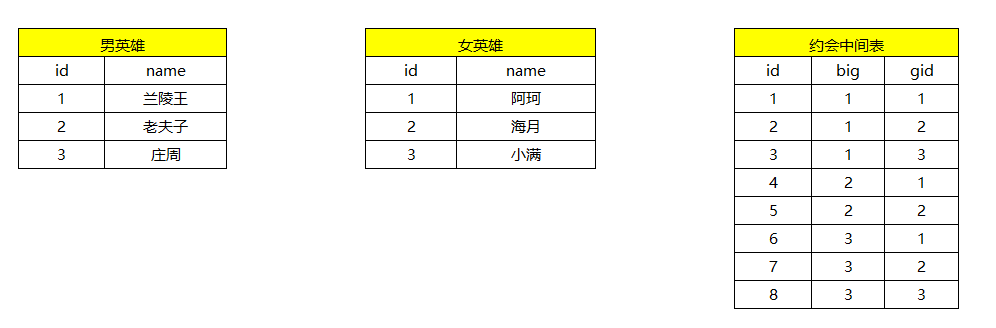 男英雄
id name
1 兰陵王
2 老夫子
3 庄周
女英雄
id name
1 阿珂
2 海月
3 小满
约会中间表
id big gid
1 1 1
2 1 2
3 1 3
4 2 1
5 2 2
6 3 1
7 3 2
8 3 3